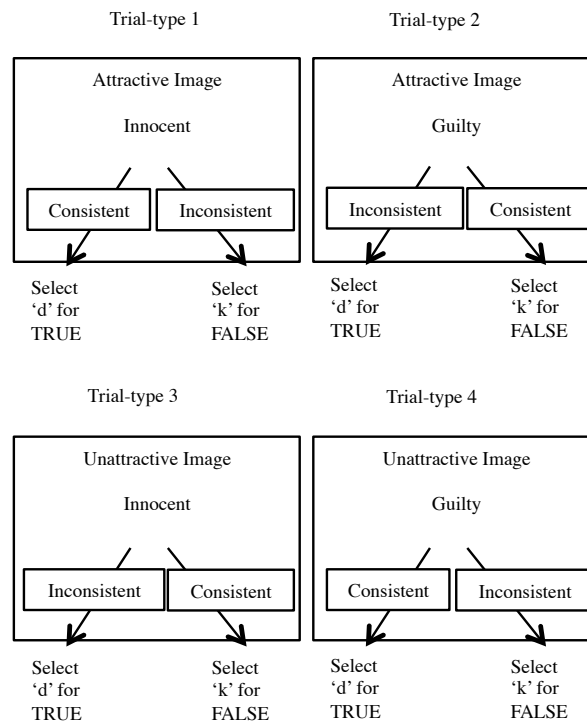 Trial-type 1
Attractive Image
Innocent
Consistent
Inconsistent
Select
‘d’ for
TRUE
Select
‘k’ for
FALSE
Trial-type 2
Attractive Image
Guilty
Inconsistent
Consistent
Select
‘d’ for
TRUE
Select
‘k’ for
FALSE
Trial-type 3
Unattractive Image
Innocent
Inconsistent
Consistent
Select
‘d’ for
TRUE
Select
‘k’ for
FALSE
Trial-type 4
Unattractive Image
Guilty
Consistent
Inconsistent
Select
‘d’ for
TRUE
Select
‘k’ for
FALSE